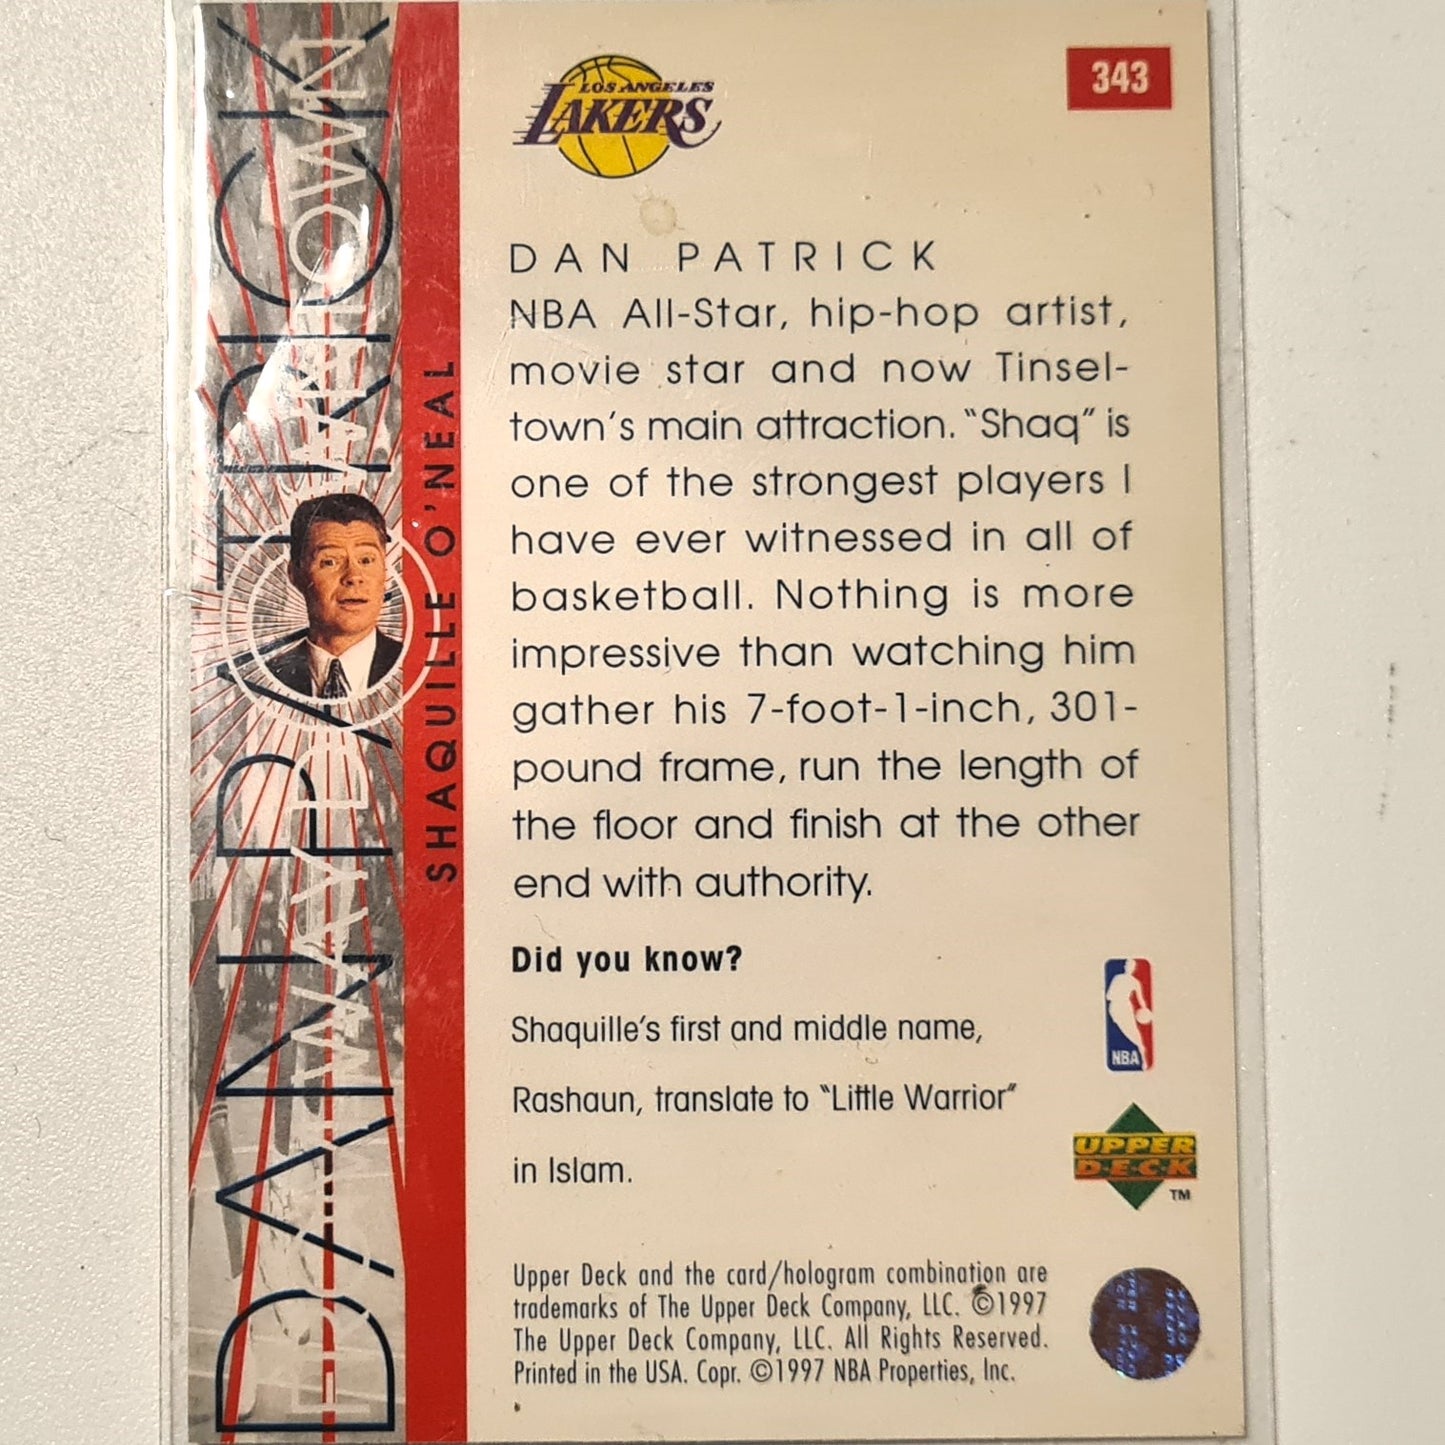 LOS ANGELES
LAKERS
343
DAN PATRICK
SHAQUILLE O'NEAL
DAN PATRICK
NBA All-Star, hip-hop artist,
movie star and now Tinsel-
town's main attraction. "Shaq" is
one of the strongest players I
have ever witnessed in all of
basketball. Nothing is more
impressive than watching him
gather his 7-foot-1-inch, 301-
pound frame, run the length of
the floor and finish at the other
end with authority.
Did you know?
Shaquille's first and middle name,
Rashaun, translate to "Little Warrior"
in Islam.
NBA
UPPER
D·E·C·K
TM
Upper Deck and the card/hologram combination are
trademarks of The Upper Deck Company, LLC. ©1997
The Upper Deck Company, LLC. All Rights Reserved.
Printed in the USA. Copr. ©1997 NBA Properties, Inc.